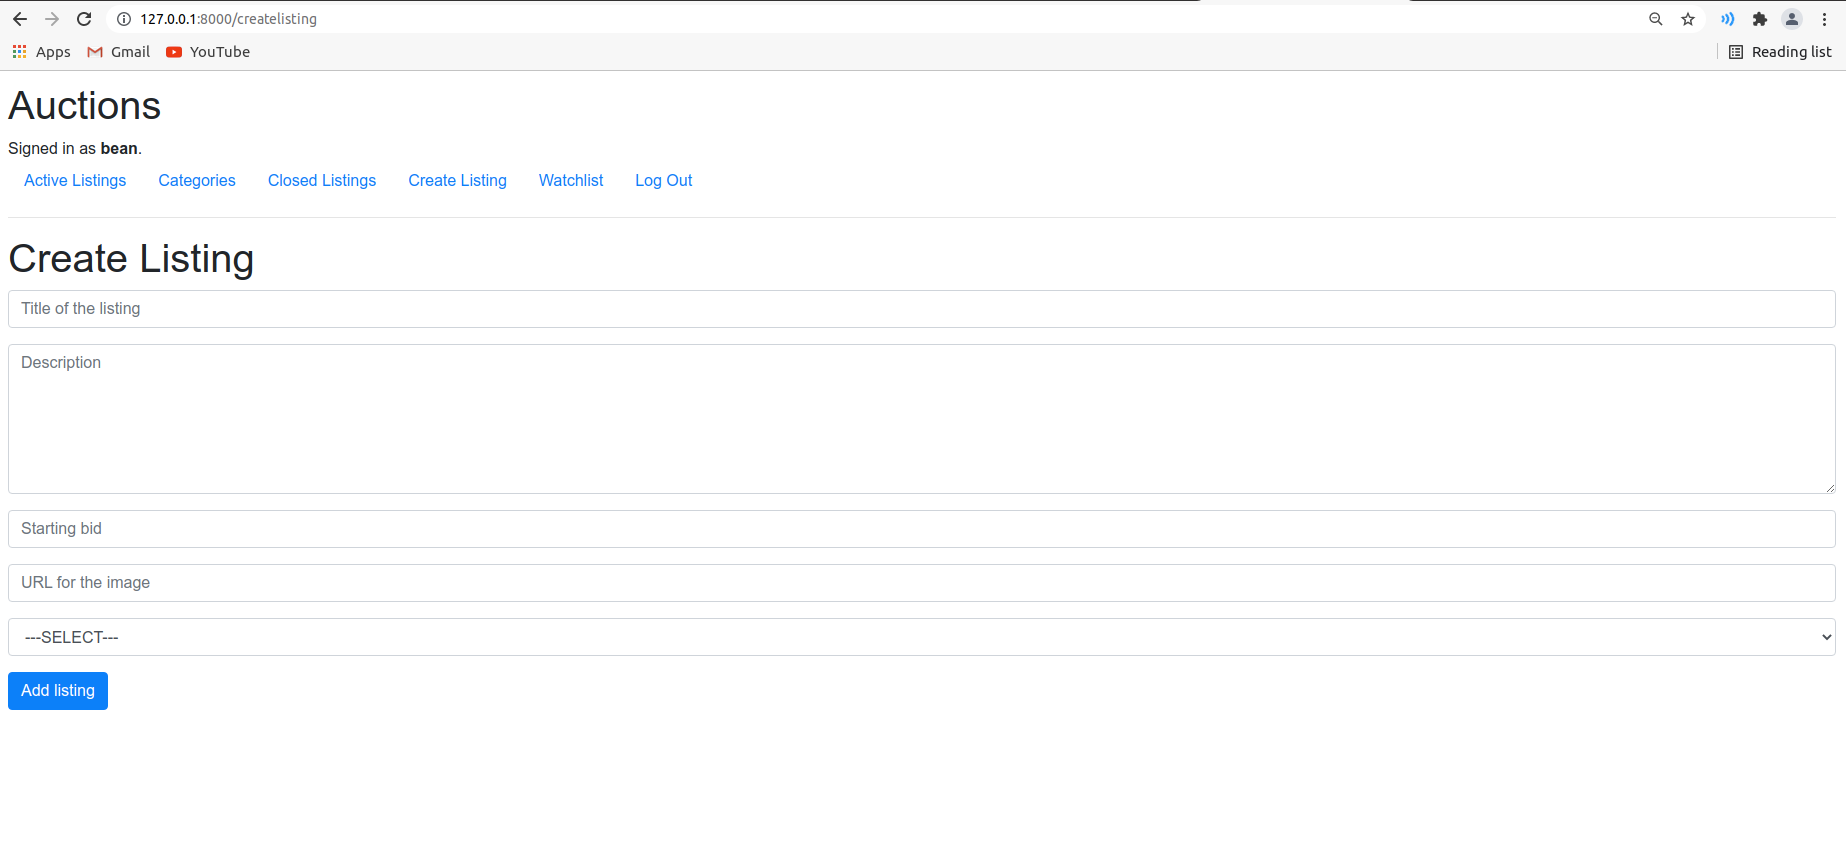 127.0.0.1:8000/createlisting
Apps Gmail YouTube Reading list
Auctions
Signed in as bean.
Active Listings Categories Closed Listings Create Listing Watchlist Log Out
Create Listing
Title of the listing
Description
Starting bid
URL for the image
---SELECT---
Add listing